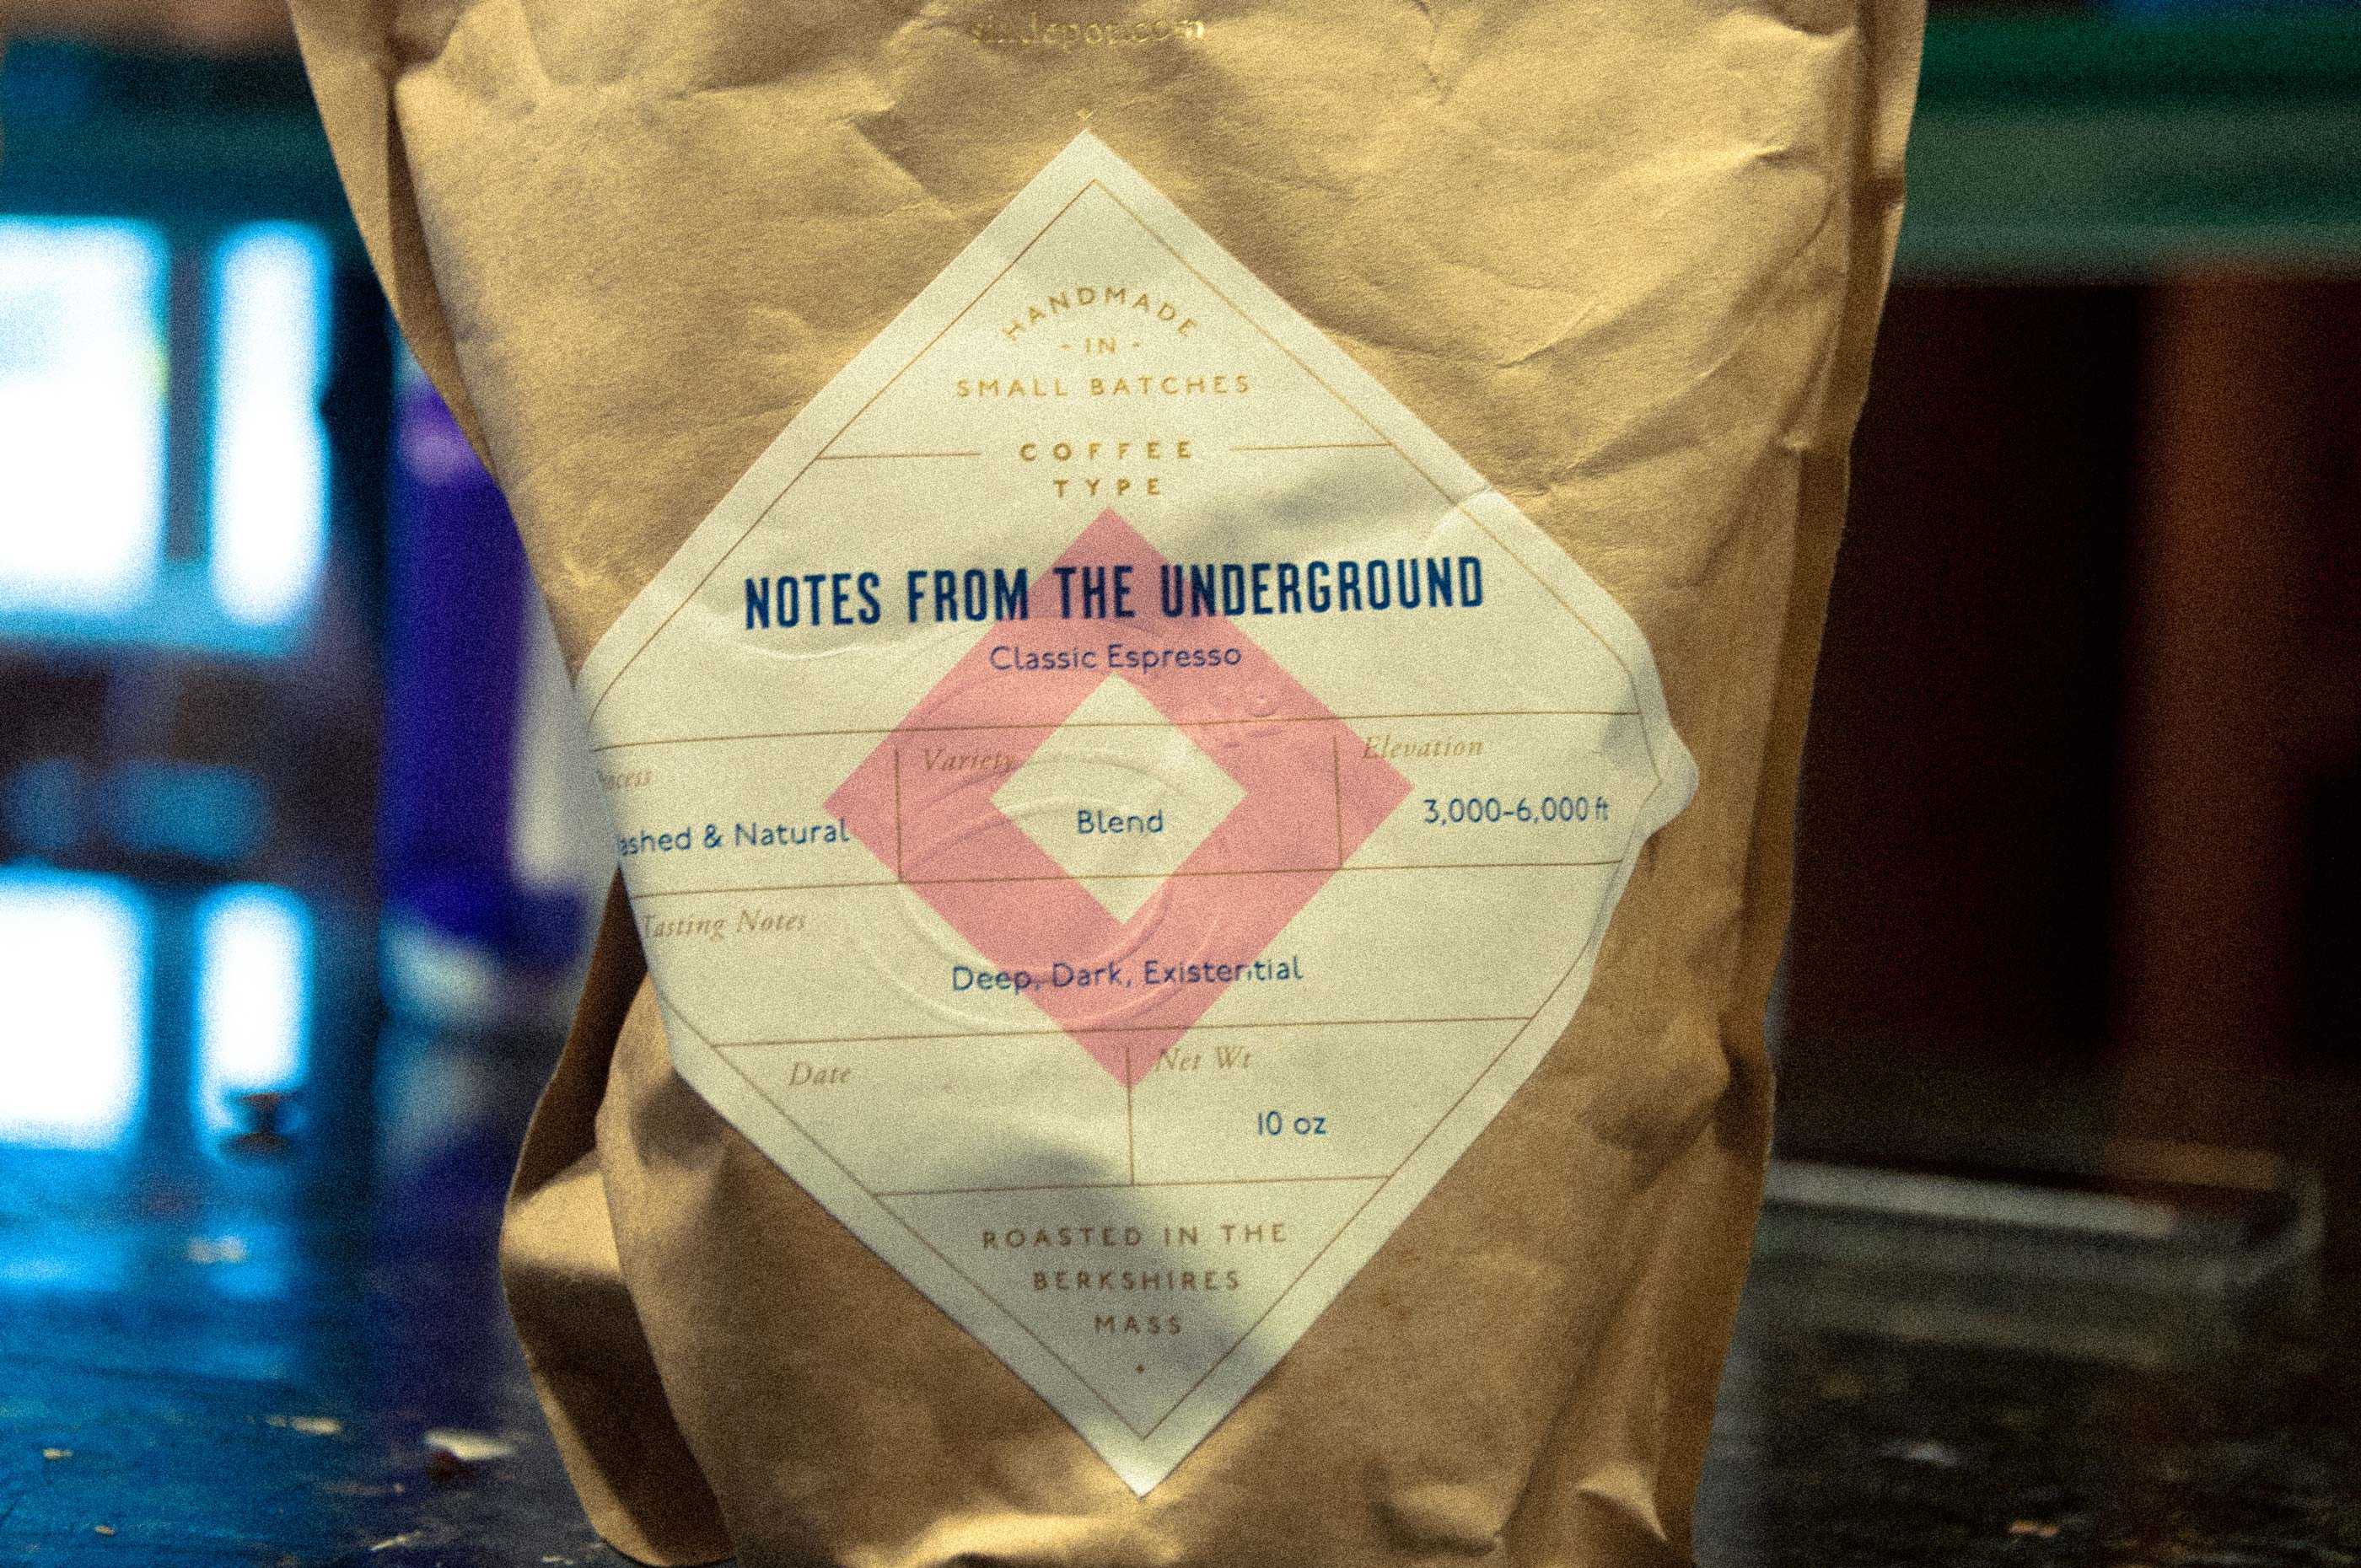 HANDMADE
- IN -
SMALL BATCHES
COFFEE
TYPE
NOTES FROM THE UNDERGROUND
Classic Espresso
Variety
Elevation
Blend
3,000-6,000 ft
& Natural
Tasting Notes
Deep, Dark, Existential
Date
Net Wt
10 oz
ROASTED IN THE
BERKSHIRES
MASS